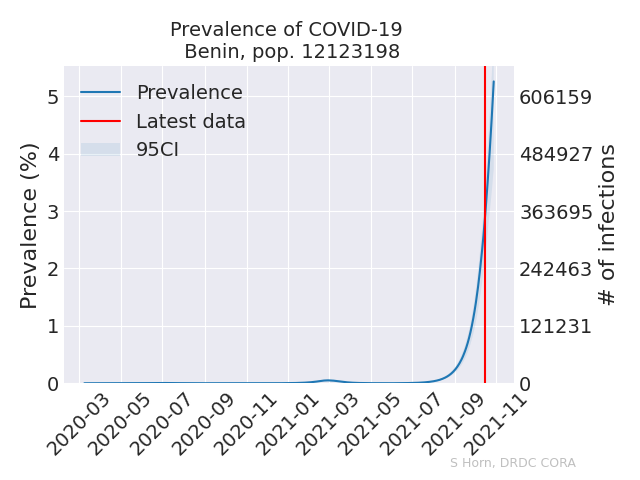 Prevalence of COVID-19
Benin, pop. 12123198
Prevalence
Latest data
95CI
Prevalence (%)
5
4
3
2
1
0
606159
484927
363695
242463
121231
0
# of infections
2020-03
2020-05
2020-07
2020-09
2020-11
2021-01
2021-03
2021-05
2021-07
2021-09
2021-11
S Horn, DRDC CORA